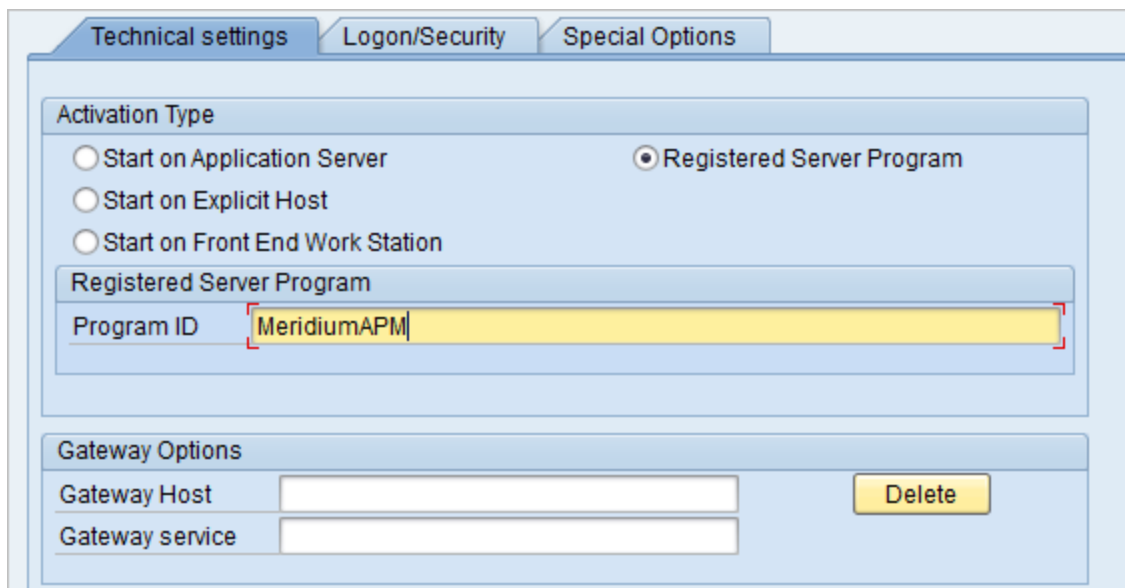 Technical settings Logon/Security Special Options
Activation Type
Start on Application Server Registered Server Program
Start on Explicit Host
Start on Front End Work Station
Registered Server Program
Program ID MeridiumAPM
Gateway Options
Gateway Host Delete
Gateway service